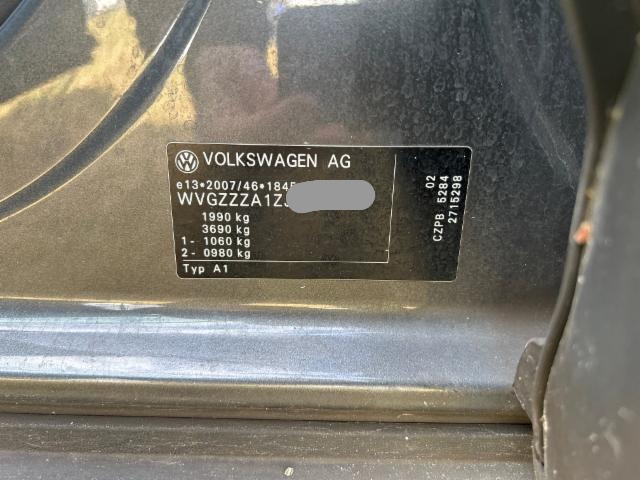 VOLKSWAGEN AG
e13*2007/46*1845
WVGZZZA1ZJ
1990 kg
3690 kg
1- 1060 kg
2- 0980 kg
Typ A1
02
CZPB 5284
2715298